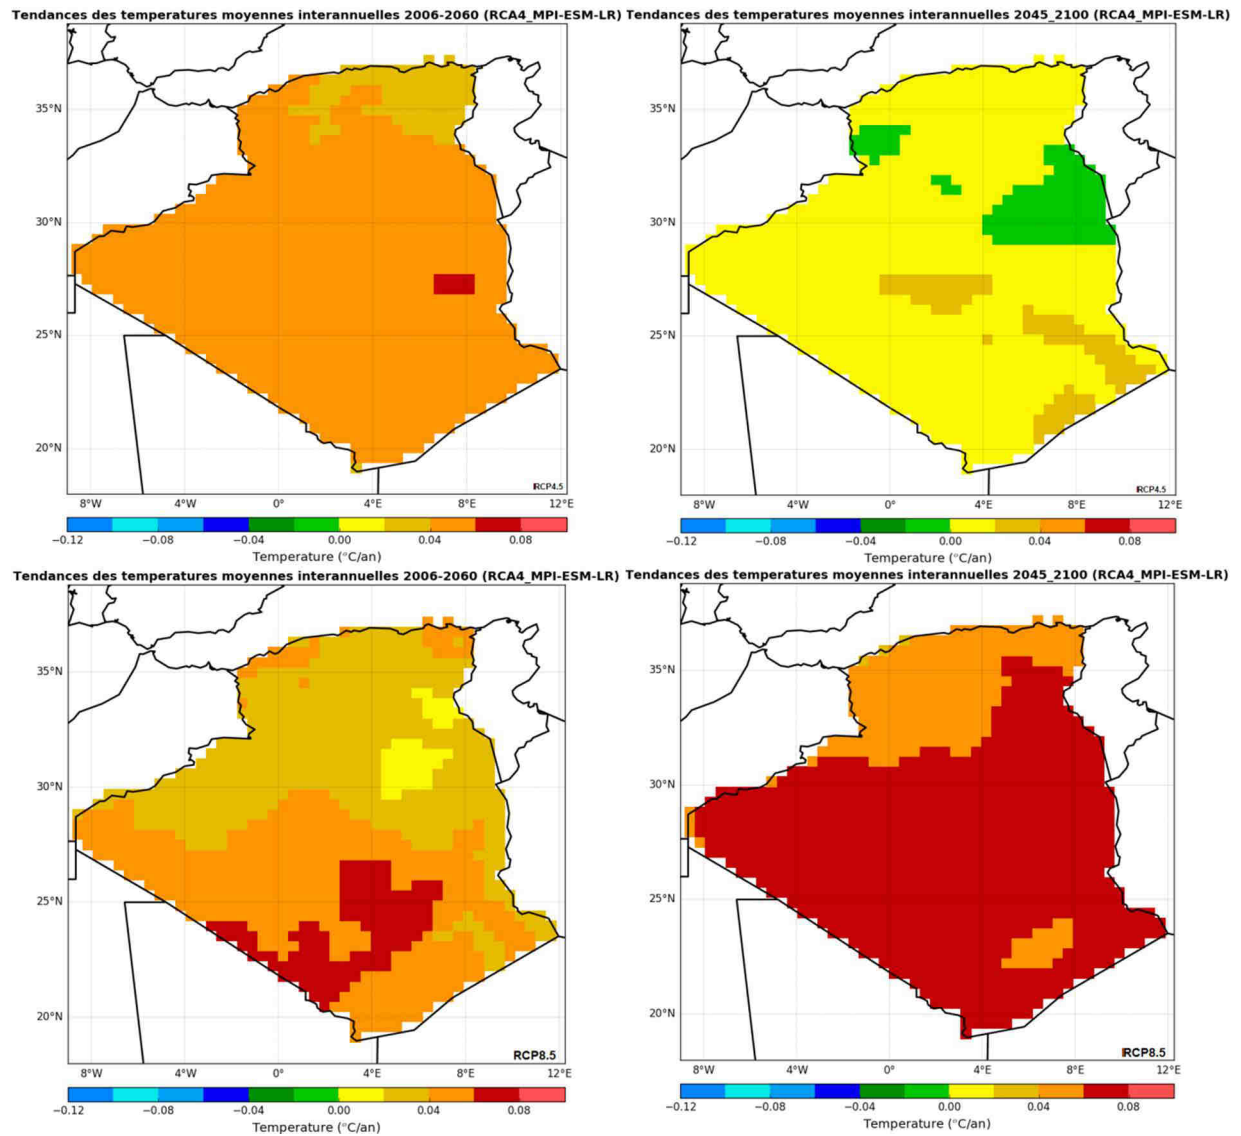 Tendances des temperatures moyennes interannuelles 2006-2060 (RCA4_MPI-ESM-LR)
35°N
30°N
25°N
20°N
RCP4.5
8°W 4°W 0° 4°E 8°E 12°E
−0.12 −0.08 −0.04 0.00 0.04 0.08
Temperature (°C/an)
Tendances des temperatures moyennes interannuelles 2045_2100 (RCA4_MPI-ESM-LR)
35°N
30°N
25°N
20°N
RCP4.5
8°W 4°W 0° 4°E 8°E 12°E
−0.12 −0.08 −0.04 0.00 0.04 0.08
Temperature (°C/an)
Tendances des temperatures moyennes interannuelles 2006-2060 (RCA4_MPI-ESM-LR)
35°N
30°N
25°N
20°N
RCP8.5
8°W 4°W 0° 4°E 8°E 12°E
−0.12 −0.08 −0.04 0.00 0.04 0.08
Temperature (°C/an)
Tendances des temperatures moyennes interannuelles 2045_2100 (RCA4_MPI-ESM-LR)
35°N
30°N
25°N
20°N
RCP8.5
8°W 4°W 0° 4°E 8°E 12°E
−0.12 −0.08 −0.04 0.00 0.04 0.08
Temperature (°C/an)